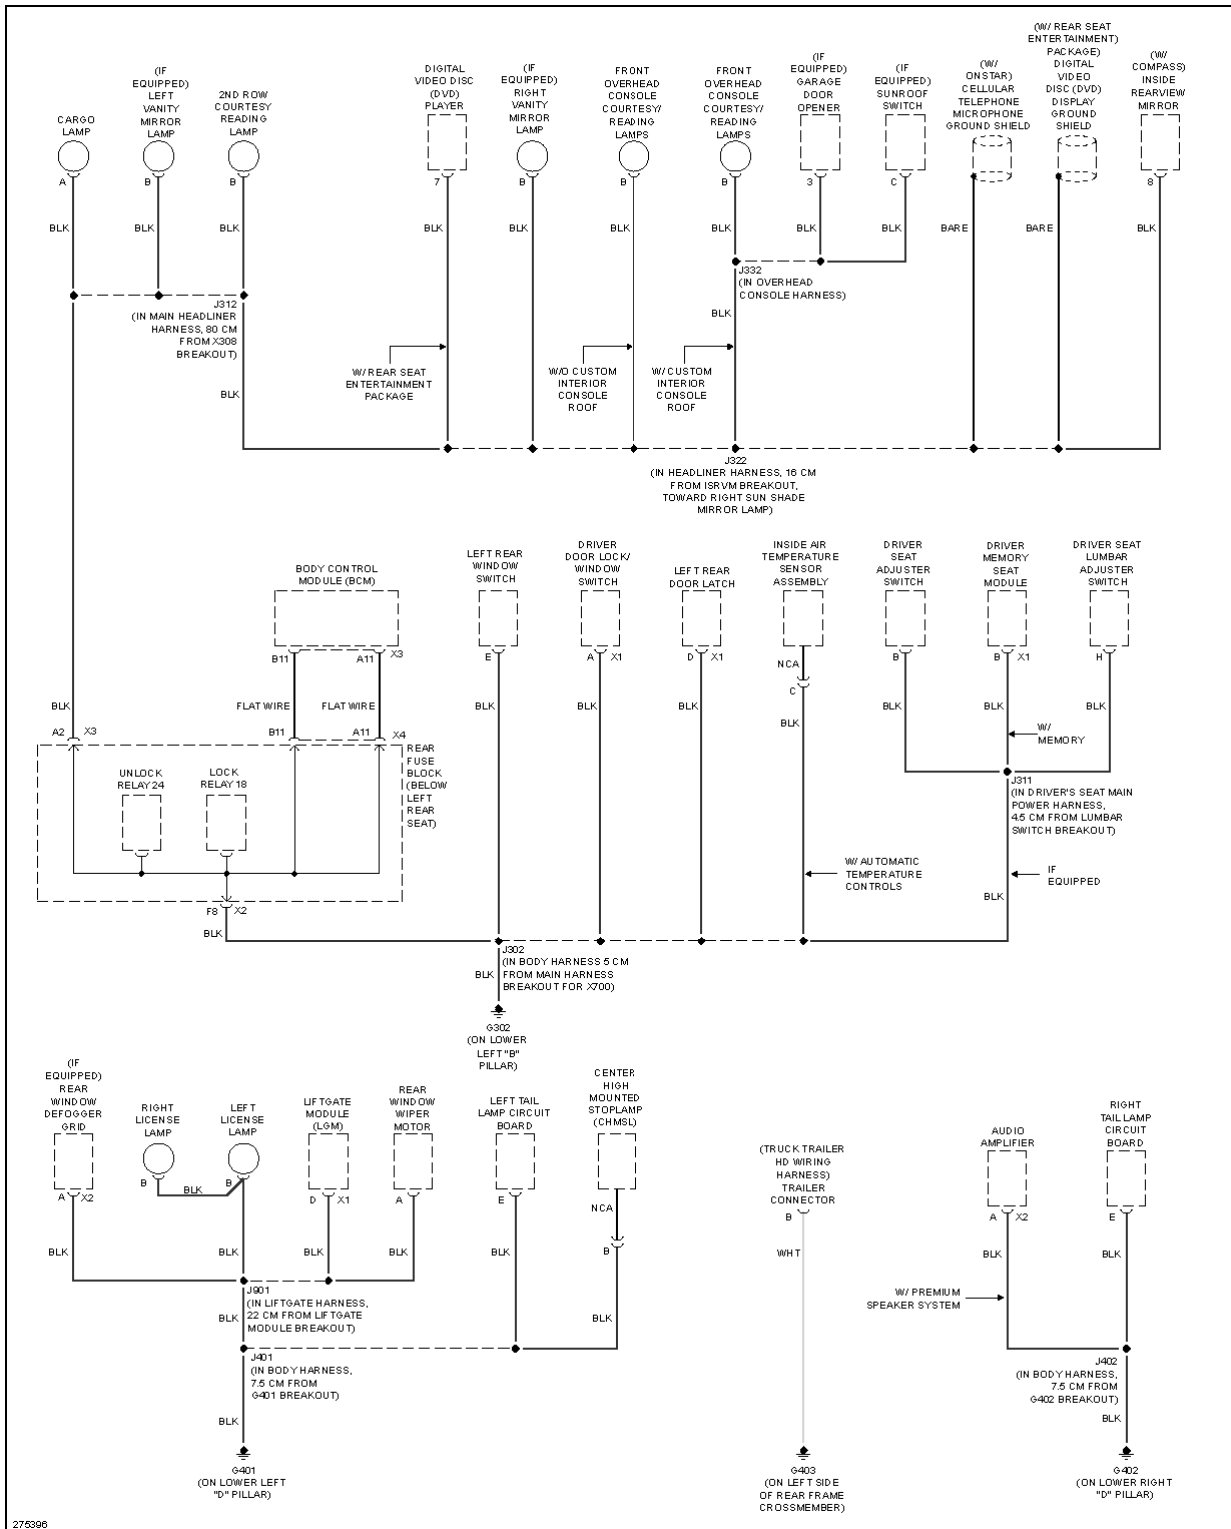 CARGO
LAMP
(IF
EQUIPPED)
LEFT
VANITY
MIRROR
LAMP
2ND ROW
COURTESY
READING
LAMP
DIGITAL
VIDEO DISC
(DVD)
PLAYER
(IF
EQUIPPED)
RIGHT
VANITY
MIRROR
LAMP
FRONT
OVERHEAD
CONSOLE
COURTESY/
READING
LAMPS
FRONT
OVERHEAD
CONSOLE
COURTESY/
READING
LAMPS
(IF
EQUIPPED)
GARAGE
DOOR
OPENER
(IF
EQUIPPED)
SUNROOF
SWITCH
(W/
ONSTAR)
CELLULAR
TELEPHONE
MICROPHONE
GROUND SHIELD
(W/ REAR SEAT
ENTERTAINMENT)
PACKAGE)
DIGITAL
VIDEO
DISC (DVD)
DISPLAY
GROUND
SHIELD
(W/
COMPASS)
INSIDE
REARVIEW
MIRROR
A
B
B
7
B
B
B
3
C
8
BLK
BLK
BLK
BLK
BLK
BLK
BLK
BLK
BLK
BARE
BARE
BLK
J312
(IN MAIN HEADLINER
HARNESS, 80 CM
FROM X308
BREAKOUT)
J332
(IN OVERHEAD
CONSOLE HARNESS)
BLK
BLK
W/ REAR SEAT
ENTERTAINMENT
PACKAGE
W/O CUSTOM
INTERIOR
CONSOLE
ROOF
W/ CUSTOM
INTERIOR
CONSOLE
ROOF
J322
(IN HEADLINER HARNESS, 16 CM
FROM ISRVM BREAKOUT,
TOWARD RIGHT SUN SHADE
MIRROR LAMP)
BODY CONTROL
MODULE (BCM)
LEFT REAR
WINDOW
SWITCH
DRIVER
DOOR LOCK/
WINDOW
SWITCH
LEFT REAR
DOOR LATCH
INSIDE AIR
TEMPERATURE
SENSOR
ASSEMBLY
DRIVER
SEAT
ADJUSTER
SWITCH
DRIVER
MEMORY
SEAT
MODULE
DRIVER SEAT
LUMBAR
ADJUSTER
SWITCH
B11
A11
X3
E
A
X1
D
X1
NCA
C
B
B
X1
H
BLK
FLAT WIRE
FLAT WIRE
BLK
BLK
BLK
BLK
BLK
BLK
BLK
A2
X3
B11
A11
X4
W/
MEMORY
REAR
FUSE
BLOCK
(BELOW
LEFT
REAR
SEAT)
UNLOCK
RELAY 24
LOCK
RELAY 18
J311
(IN DRIVER'S SEAT MAIN
POWER HARNESS,
4.5 CM FROM LUMBAR
SWITCH BREAKOUT)
W/ AUTOMATIC
TEMPERATURE
CONTROLS
IF
EQUIPPED
BLK
F8
X2
BLK
J302
(IN BODY HARNESS 5 CM
FROM MAIN HARNESS
BREAKOUT FOR X700)
BLK
G302
(ON LOWER
LEFT "B"
PILLAR)
(IF
EQUIPPED)
REAR
WINDOW
DEFOGGER
GRID
RIGHT
LICENSE
LAMP
LEFT
LICENSE
LAMP
LIFTGATE
MODULE
(LGM)
REAR
WINDOW
WIPER
MOTOR
LEFT TAIL
LAMP CIRCUIT
BOARD
CENTER
HIGH
MOUNTED
STOPLAMP
(CHMSL)
(TRUCK TRAILER
HD WIRING
HARNESS)
TRAILER
CONNECTOR
AUDIO
AMPLIFIER
RIGHT
TAIL LAMP
CIRCUIT
BOARD
A
X2
B
BLK
B
D
X1
A
E
NCA
B
B
A
X2
E
BLK
BLK
BLK
BLK
BLK
WHT
BLK
BLK
J901
(IN LIFTGATE HARNESS,
22 CM FROM LIFTGATE
MODULE BREAKOUT)
BLK
BLK
W/ PREMIUM
SPEAKER SYSTEM
J401
(IN BODY HARNESS,
7.5 CM FROM
G401 BREAKOUT)
J402
(IN BODY HARNESS,
7.5 CM FROM
G402 BREAKOUT)
BLK
BLK
G401
(ON LOWER LEFT
"D" PILLAR)
G403
(ON LEFT SIDE
OF REAR FRAME
CROSSMEMBER)
G402
(ON LOWER RIGHT
"D" PILLAR)
275396